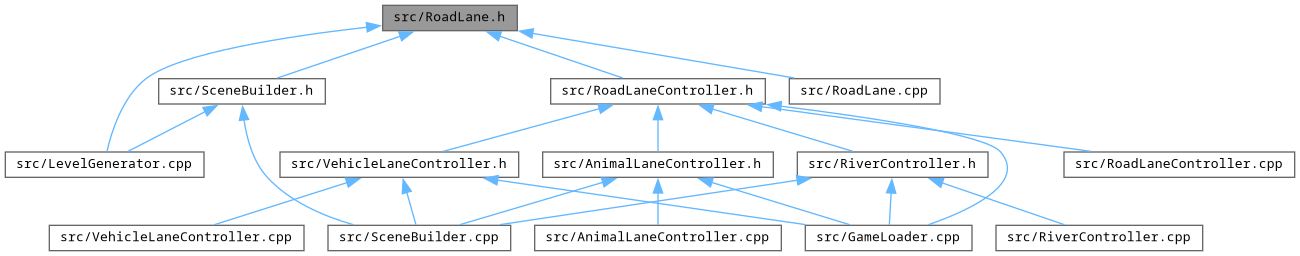 src/RoadLane.h
src/SceneBuilder.h
src/RoadLaneController.h
src/RoadLane.cpp
src/LevelGenerator.cpp
src/VehicleLaneController.h
src/AnimalLaneController.h
src/RiverController.h
src/RoadLaneController.cpp
src/VehicleLaneController.cpp
src/SceneBuilder.cpp
src/AnimalLaneController.cpp
src/GameLoader.cpp
src/RiverController.cpp